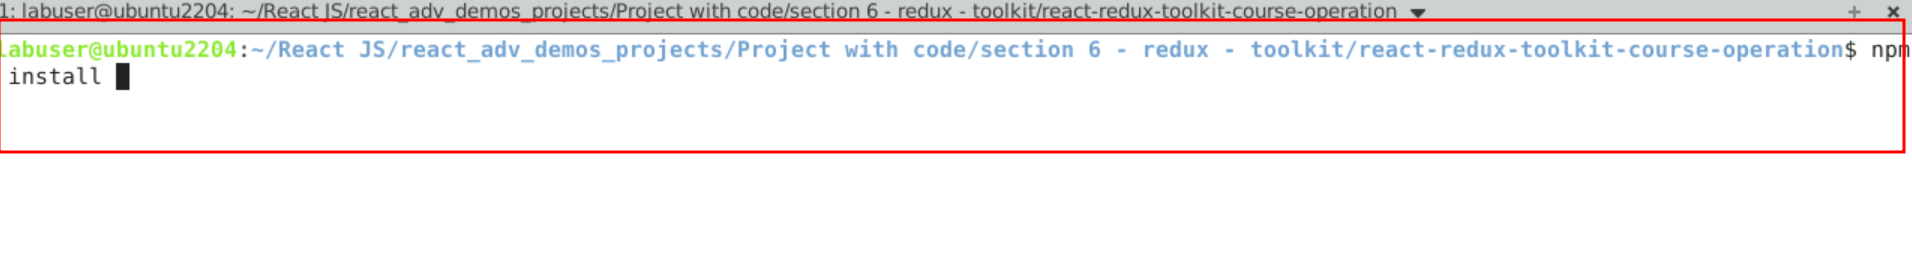 1: labuser@ubuntu2204: ~/React JS/react_adv_demos_projects/Project with code/section 6 - redux - toolkit/react-redux-toolkit-course-operation
labuser@ubuntu2204:~/React JS/react_adv_demos_projects/Project with code/section 6 - redux - toolkit/react-redux-toolkit-course-operation$ npm
install